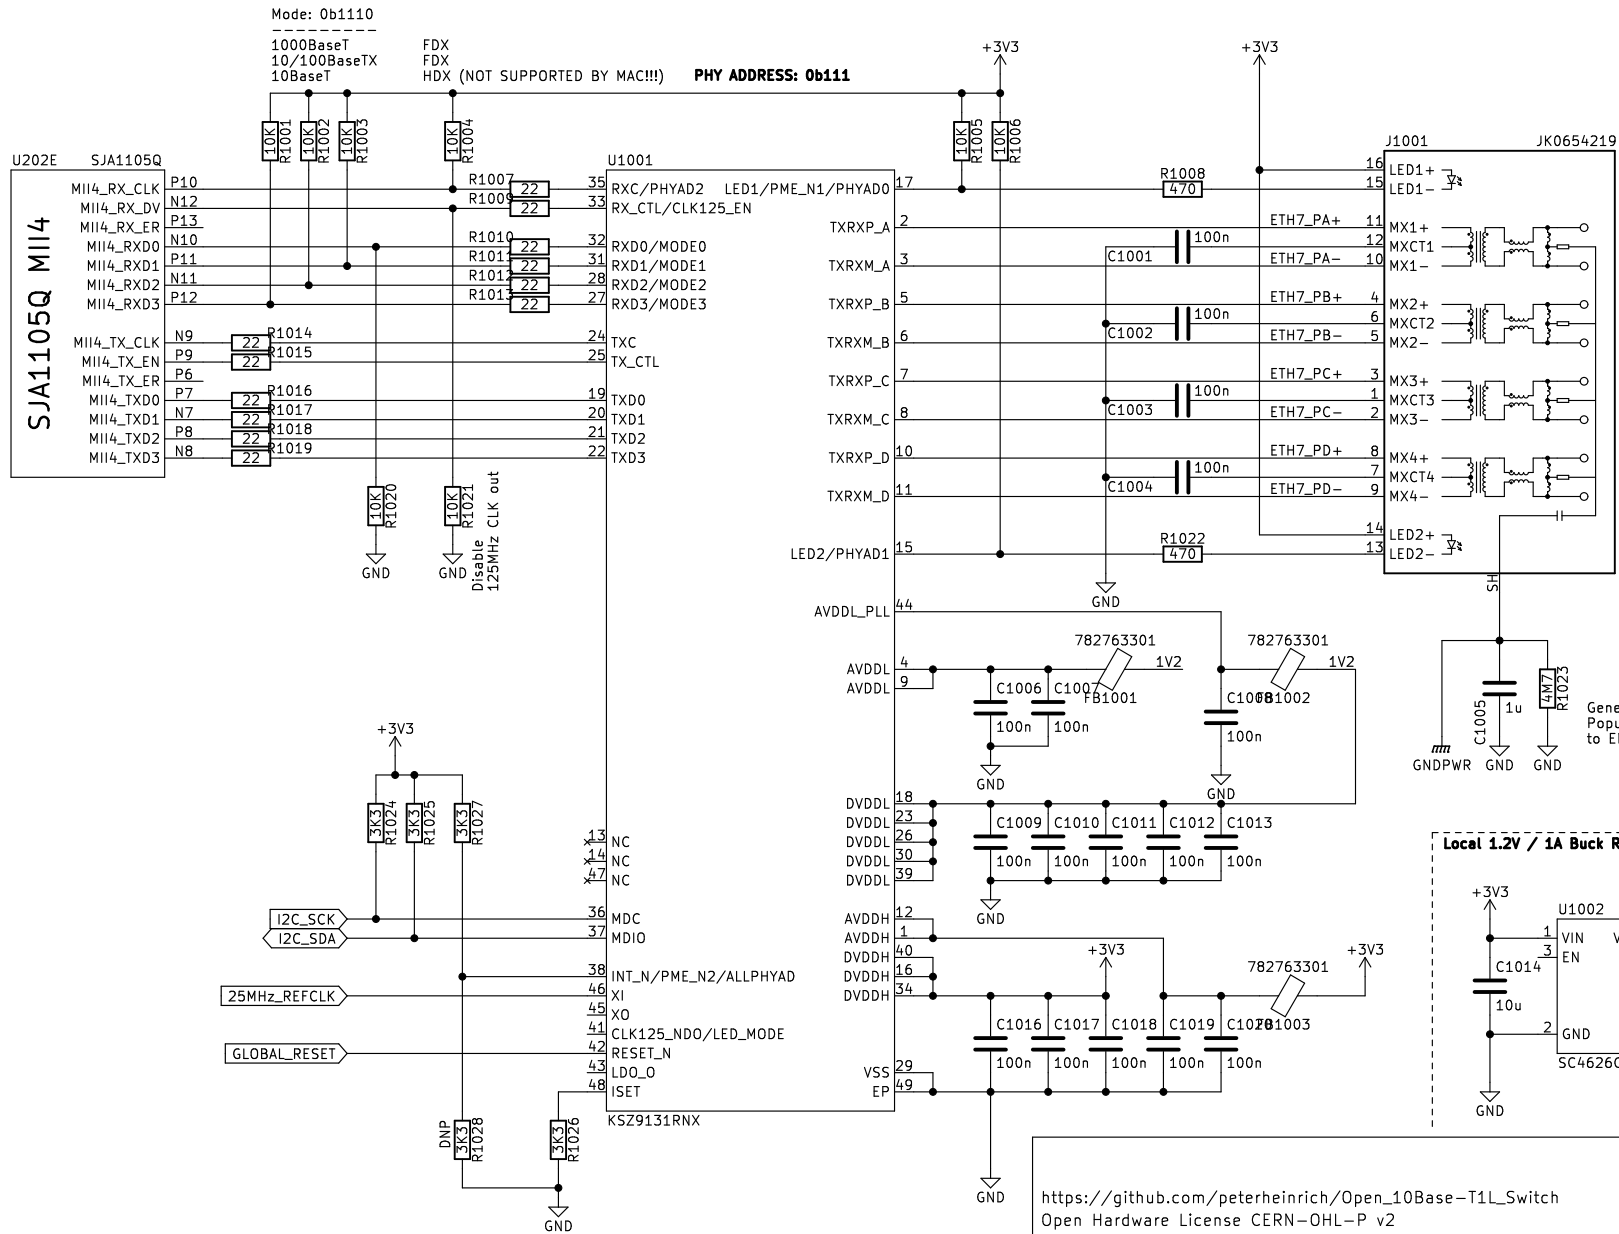 Mode: 0b1110
1000BaseT FDX
10/100BaseTX FDX
10BaseT HDX (NOT SUPPORTED BY MAC!!!)
PHY ADDRESS: 0b111
+3V3
+3V3
10K R1001
10K R1002
10K R1003
10K R1004
10K R1005
10K R1006
U202E SJA1105Q
SJA1105Q MII4
MII4_RX_CLK P10
MII4_RX_DV N12
MII4_RX_ER P13
MII4_RXD0 N10
MII4_RXD1 P11
MII4_RXD2 N11
MII4_RXD3 P12
MII4_TX_CLK N9
MII4_TX_EN P9
MII4_TX_ER P6
MII4_TXD0 P7
MII4_TXD1 N7
MII4_TXD2 P8
MII4_TXD3 N8
R1007 22
R1009 22
R1010 22
R1011 22
R1012 22
R1013 22
22 R1014
22 R1015
22 R1016
22 R1017
22 R1018
22 R1019
10K R1020
GND
10K R1021
GND
Disable
125MHz CLK out
U1001
35 RXC/PHYAD2
33 RX_CTL/CLK125_EN
32 RXD0/MODE0
31 RXD1/MODE1
28 RXD2/MODE2
27 RXD3/MODE3
24 TXC
25 TX_CTL
19 TXD0
20 TXD1
21 TXD2
22 TXD3
13 NC
14 NC
47 NC
36 MDC
37 MDIO
38 INT_N/PME_N2/ALLPHYAD
46 XI
45 XO
41 CLK125_NDO/LED_MODE
42 RESET_N
43 LDO_O
48 ISET
KSZ9131RNX
LED1/PME_N1/PHYAD0 17
TXRXP_A 2
TXRXM_A 3
TXRXP_B 5
TXRXM_B 6
TXRXP_C 7
TXRXM_C 8
TXRXP_D 10
TXRXM_D 11
LED2/PHYAD1 15
AVDDL_PLL 44
AVDDL 4
AVDDL 9
DVDDL 18
DVDDL 23
DVDDL 26
DVDDL 30
DVDDL 39
AVDDH 12
AVDDH 1
DVDDH 40
DVDDH 16
DVDDH 34
VSS 29
EP 49
R1008
470
C1001 100n
C1002 100n
C1003 100n
C1004 100n
R1022
470
GND
ETH7_PA+
ETH7_PA-
ETH7_PB+
ETH7_PB-
ETH7_PC+
ETH7_PC-
ETH7_PD+
ETH7_PD-
J1001 JK0654219
16 LED1+
15 LED1-
11 MX1+
12 MXCT1
10 MX1-
4 MX2+
6 MXCT2
5 MX2-
3 MX3+
1 MXCT3
2 MX3-
8 MX4+
7 MXCT4
9 MX4-
14 LED2+
13 LED2-
SH
C1005 1u
4M7 R1023
GNDPWR GND GND
782763301
FB1001
1V2
782763301
FB1002
1V2
C1006 100n
C1007 100n
GND
C1008 100n
GND
C1009 100n
C1010 100n
C1011 100n
C1012 100n
C1013 100n
GND
+3V3
782763301
FB1003
+3V3
C1016 100n
C1017 100n
C1018 100n
C1019 100n
C1020 100n
GND
+3V3
3K3 R1024
3K3 R1025
3K3 R1027
I2C_SCK
I2C_SDA
25MHz_REFCLK
GLOBAL_RESET
DNP 3K3 R1028
3K3 R1026
GND
Local 1.2V / 1A Buck
+3V3
U1002
1 VIN
3 EN
2 GND
C1014
10u
GND
https://github.com/peterheinrich/Open_10Base-T1L_Switch
Open Hardware License CERN-OHL-P v2